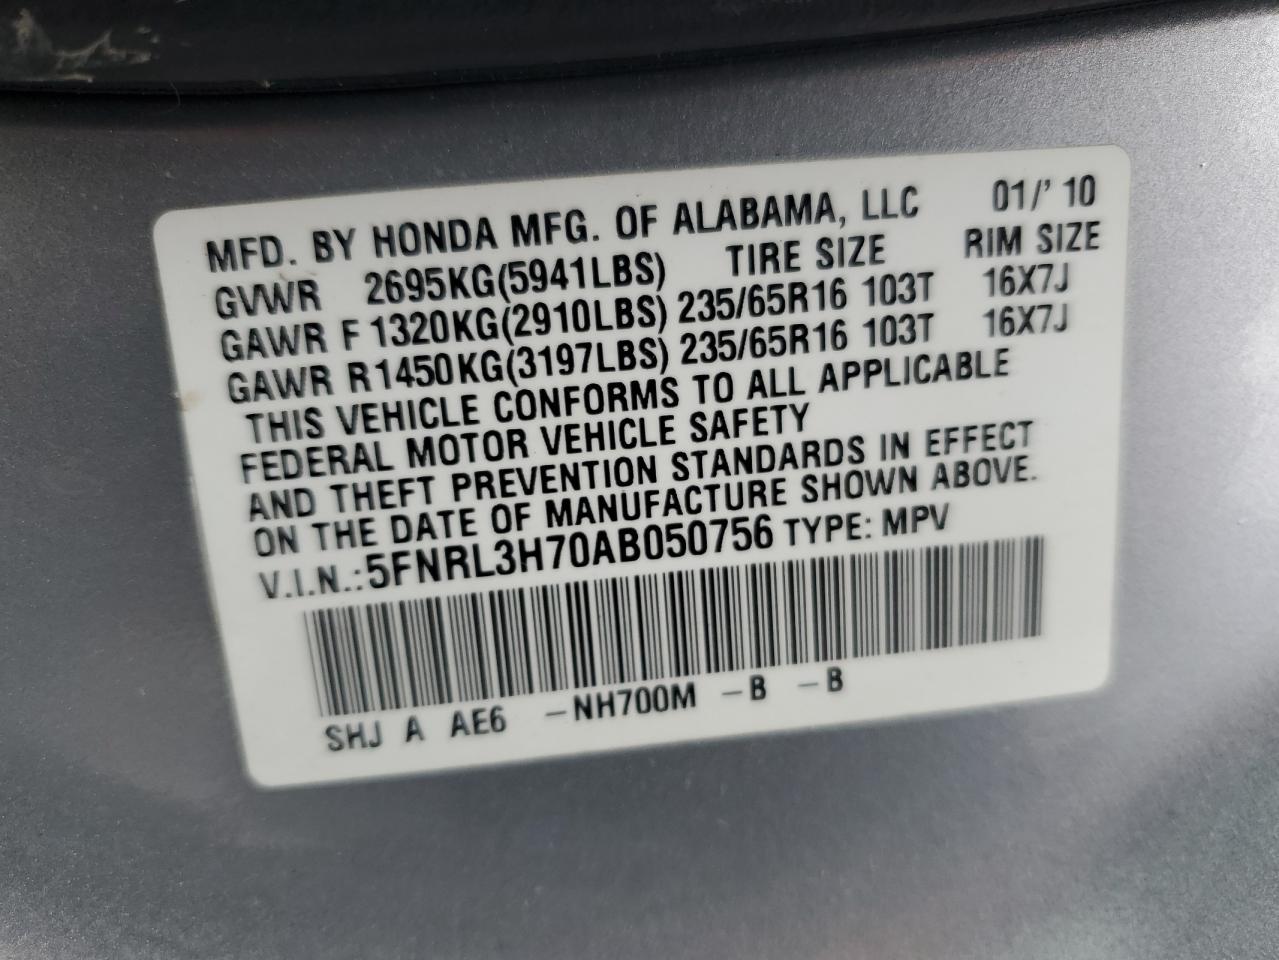 MFD. BY HONDA MFG. OF ALABAMA, LLC 01/' 10
GVWR 2695KG(5941LBS) TIRE SIZE RIM SIZE
GAWR F 1320KG(2910LBS) 235/65R16 103T 16X7J
GAWR R1450KG(3197LBS) 235/65R16 103T 16X7J
THIS VEHICLE CONFORMS TO ALL APPLICABLE
FEDERAL MOTOR VEHICLE SAFETY
AND THEFT PREVENTION STANDARDS IN EFFECT
ON THE DATE OF MANUFACTURE SHOWN ABOVE.
V.I.N.:5FNRL3H70AB050756 TYPE: MPV
SHJ A AE6 -NH700M -B -B